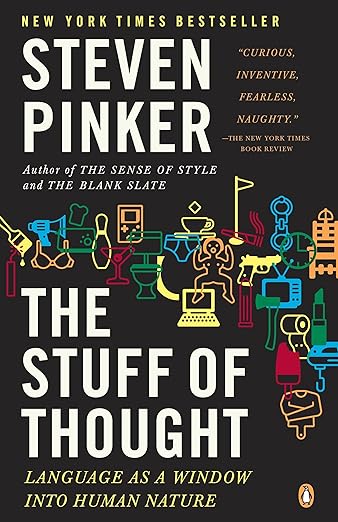 NEW YORK TIMES BESTSELLER
STEVEN
PINKER
Author of THE SENSE OF STYLE
and THE BLANK SLATE
“CURIOUS,
INVENTIVE,
FEARLESS,
NAUGHTY.”
—THE NEW YORK TIMES
BOOK REVIEW
THE
STUFF OF
THOUGHT
LANGUAGE AS A WINDOW
INTO HUMAN NATURE